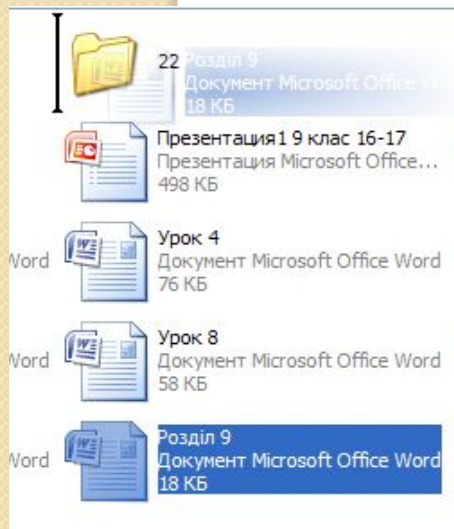 22 Розділ 9
Документ Microsoft Office Wo
18 КБ
Презентация1 9 клас 16-17
Презентация Microsoft Office...
498 КБ
Урок 4
Word Документ Microsoft Office Word
76 КБ
Урок 8
Word Документ Microsoft Office Word
58 КБ
Розділ 9
Word Документ Microsoft Office Word
18 КБ